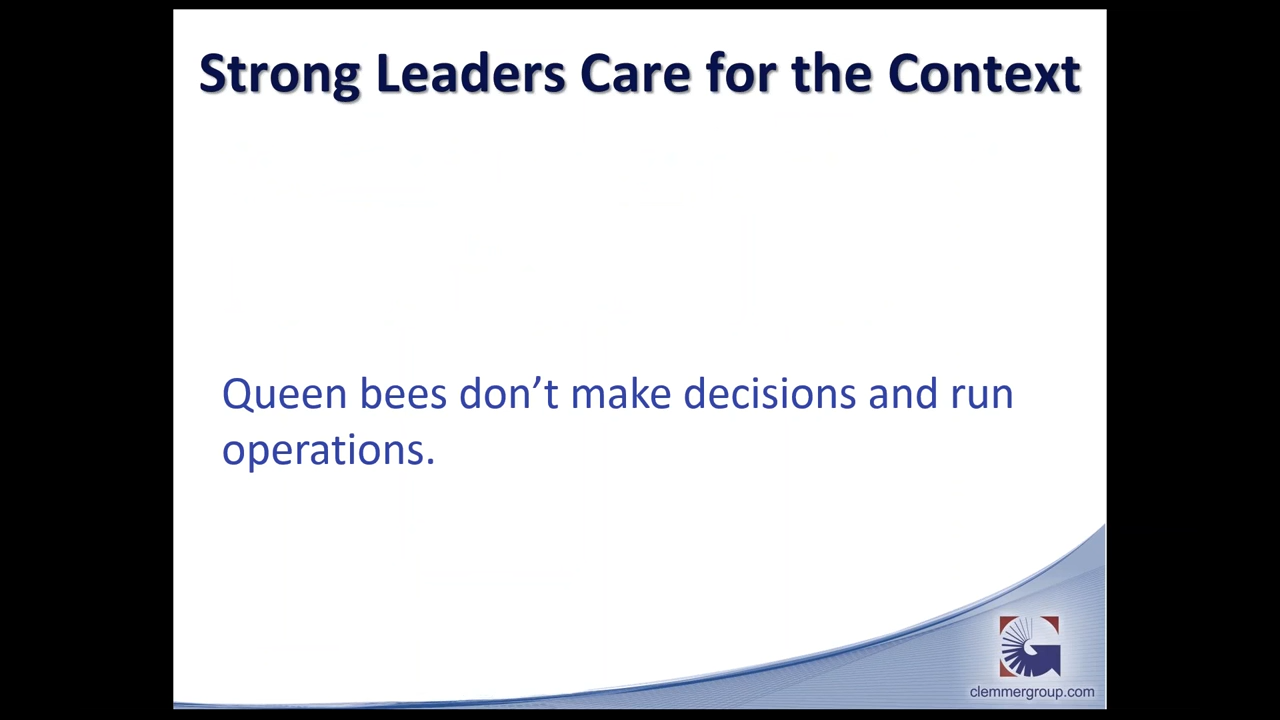 Strong Leaders Care for the Context
Queen bees don’t make decisions and run
operations.
clemmergroup.com